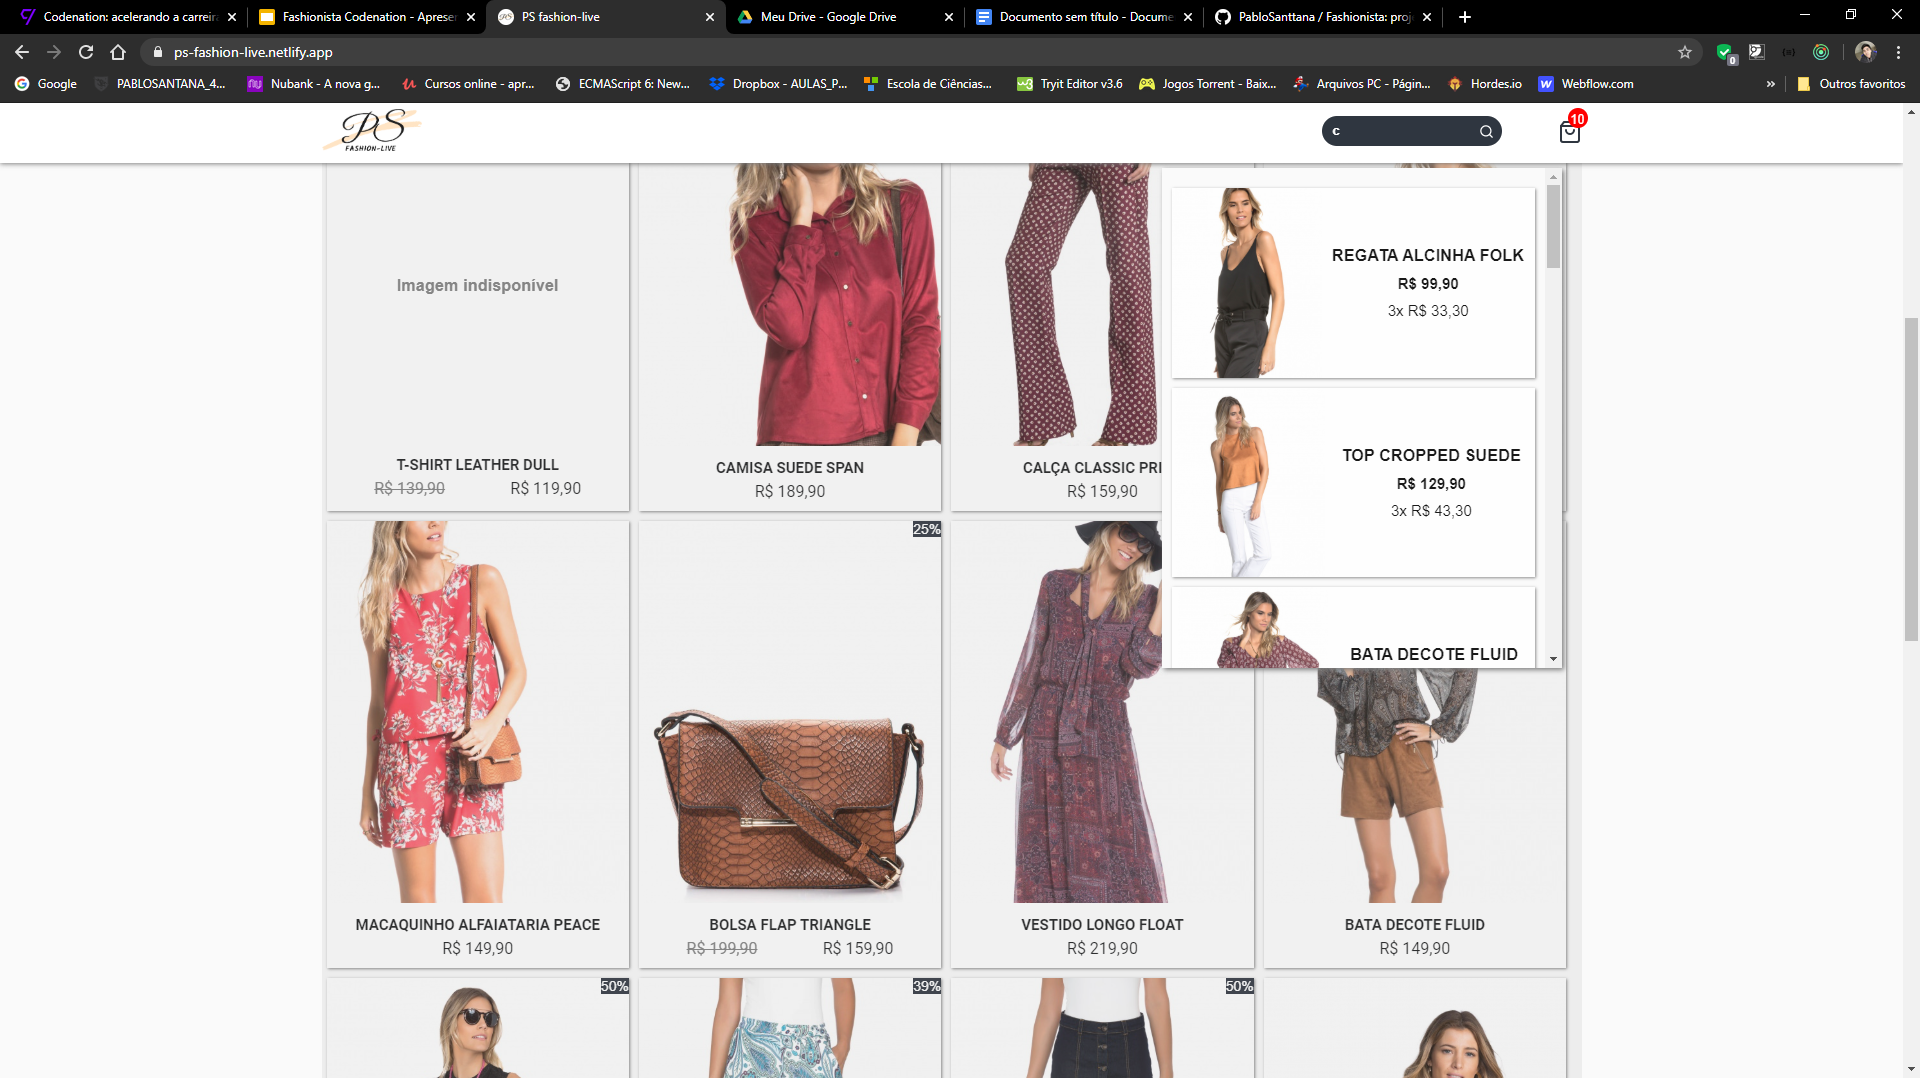 Codenation: acelerando a carreira
Fashionista Codenation - Apresen
PS fashion-live
Meu Drive - Google Drive
Documento sem título - Docume
PabloSanttana / Fashionista: proj
ps-fashion-live.netlify.app
0
Google
PABLOSANTANA_4...
Nubank - A nova g...
Cursos online - apr...
ECMAScript 6: New...
Dropbox - AULAS_P...
Escola de Ciências...
Tryit Editor v3.6
Jogos Torrent - Baix...
Arquivos PC - Págin...
Hordes.io
Webflow.com
»
Outros favoritos
PS
FASHION-LIVE
c
10
Imagem indisponível
T-SHIRT LEATHER DULL
R$ 139,90 R$ 119,90
CAMISA SUEDE SPAN
R$ 189,90
CALÇA CLASSIC PRI
R$ 159,90
REGATA ALCINHA FOLK
R$ 99,90
3x R$ 33,30
TOP CROPPED SUEDE
R$ 129,90
3x R$ 43,30
BATA DECOTE FLUID
MACAQUINHO ALFAIATARIA PEACE
R$ 149,90
25%
BOLSA FLAP TRIANGLE
R$ 199,90 R$ 159,90
VESTIDO LONGO FLOAT
R$ 219,90
BATA DECOTE FLUID
R$ 149,90
50%
39%
50%